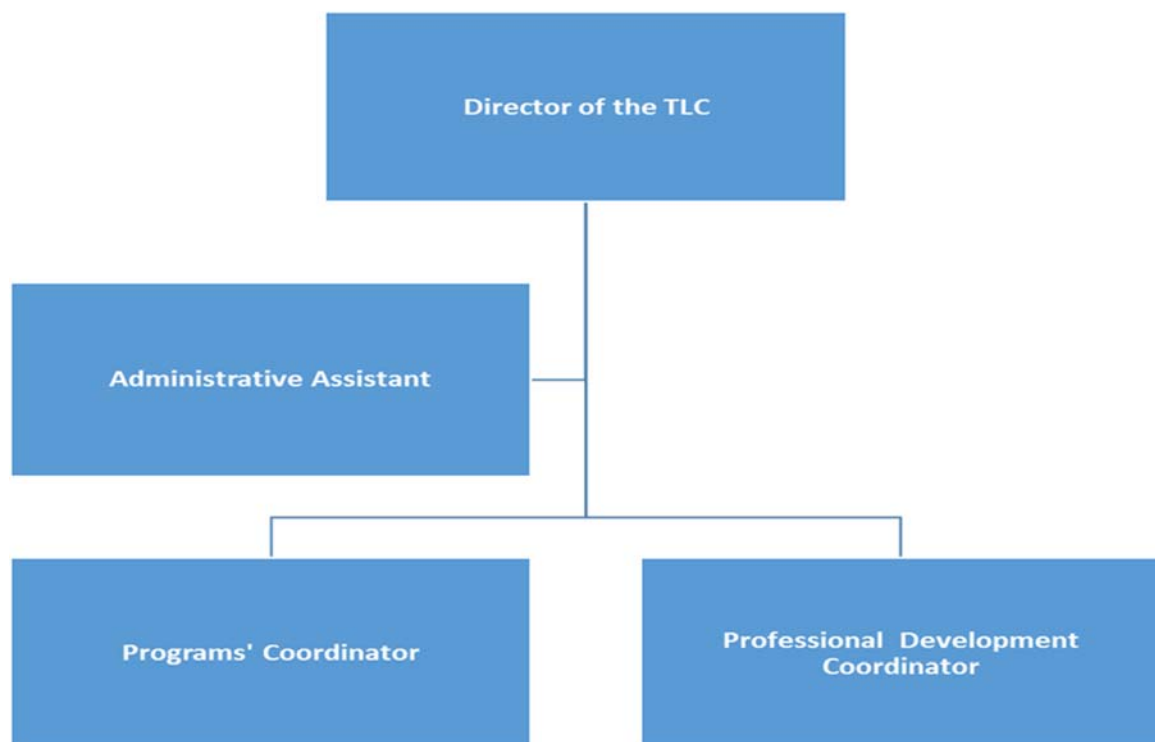 Director of the TLC
Administrative Assistant
Programs' Coordinator
Professional Development
Coordinator